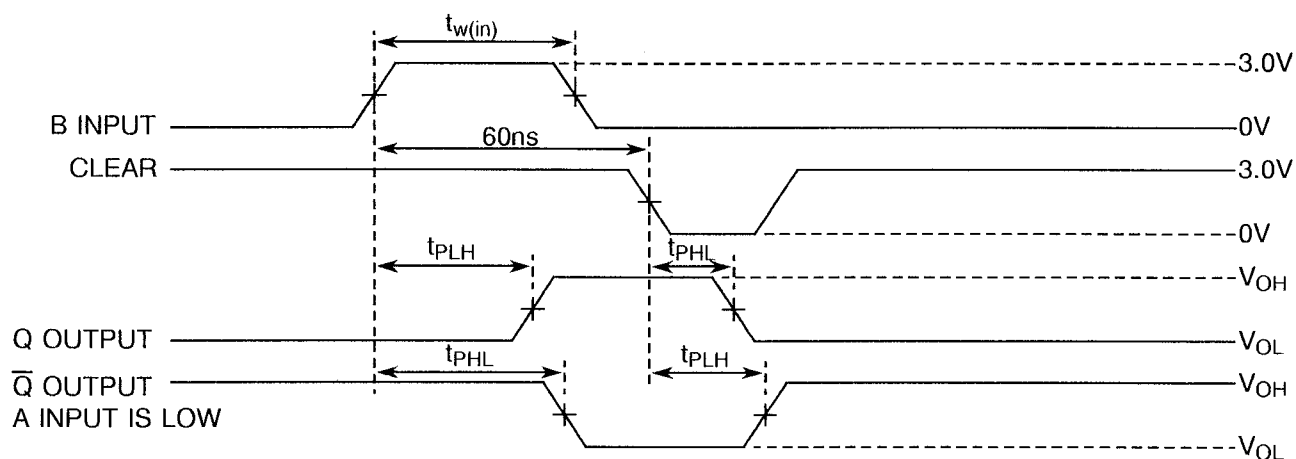 t_w(in)
3.0V
B INPUT
0V
60ns
CLEAR
3.0V
0V
t_PLH
t_PHL
V_OH
Q OUTPUT
V_OL
t_PHL
t_PLH
Q̅ OUTPUT
V_OH
A INPUT IS LOW
V_OL